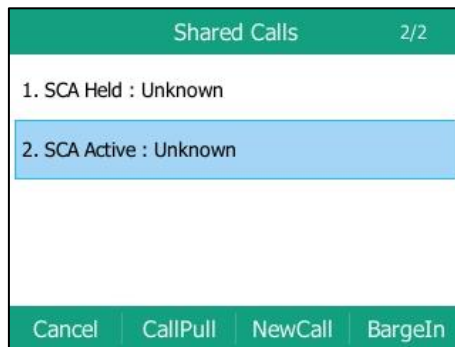 Shared Calls 2/2
1. SCA Held : Unknown
2. SCA Active : Unknown
Cancel CallPull NewCall BargeIn